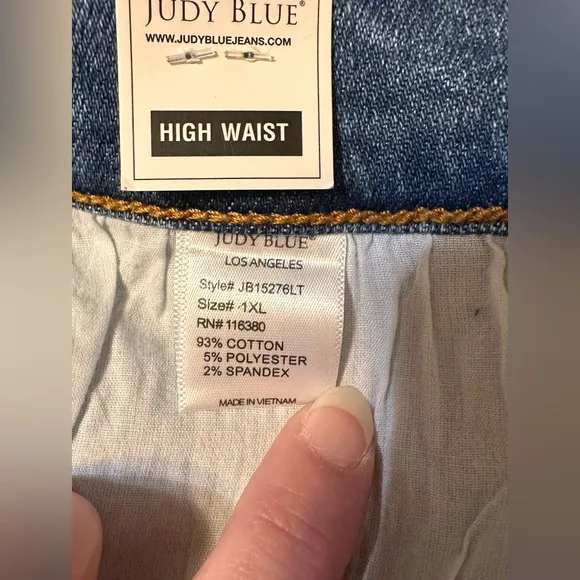 JUDY BLUE®
WWW.JUDYBLUEJEANS.COM
HIGH WAIST
JUDY BLUE®
LOS ANGELES
Style# JB15276LT
Size# 1XL
RN# 116380
93% COTTON
5% POLYESTER
2% SPANDEX
MADE IN VIETNAM